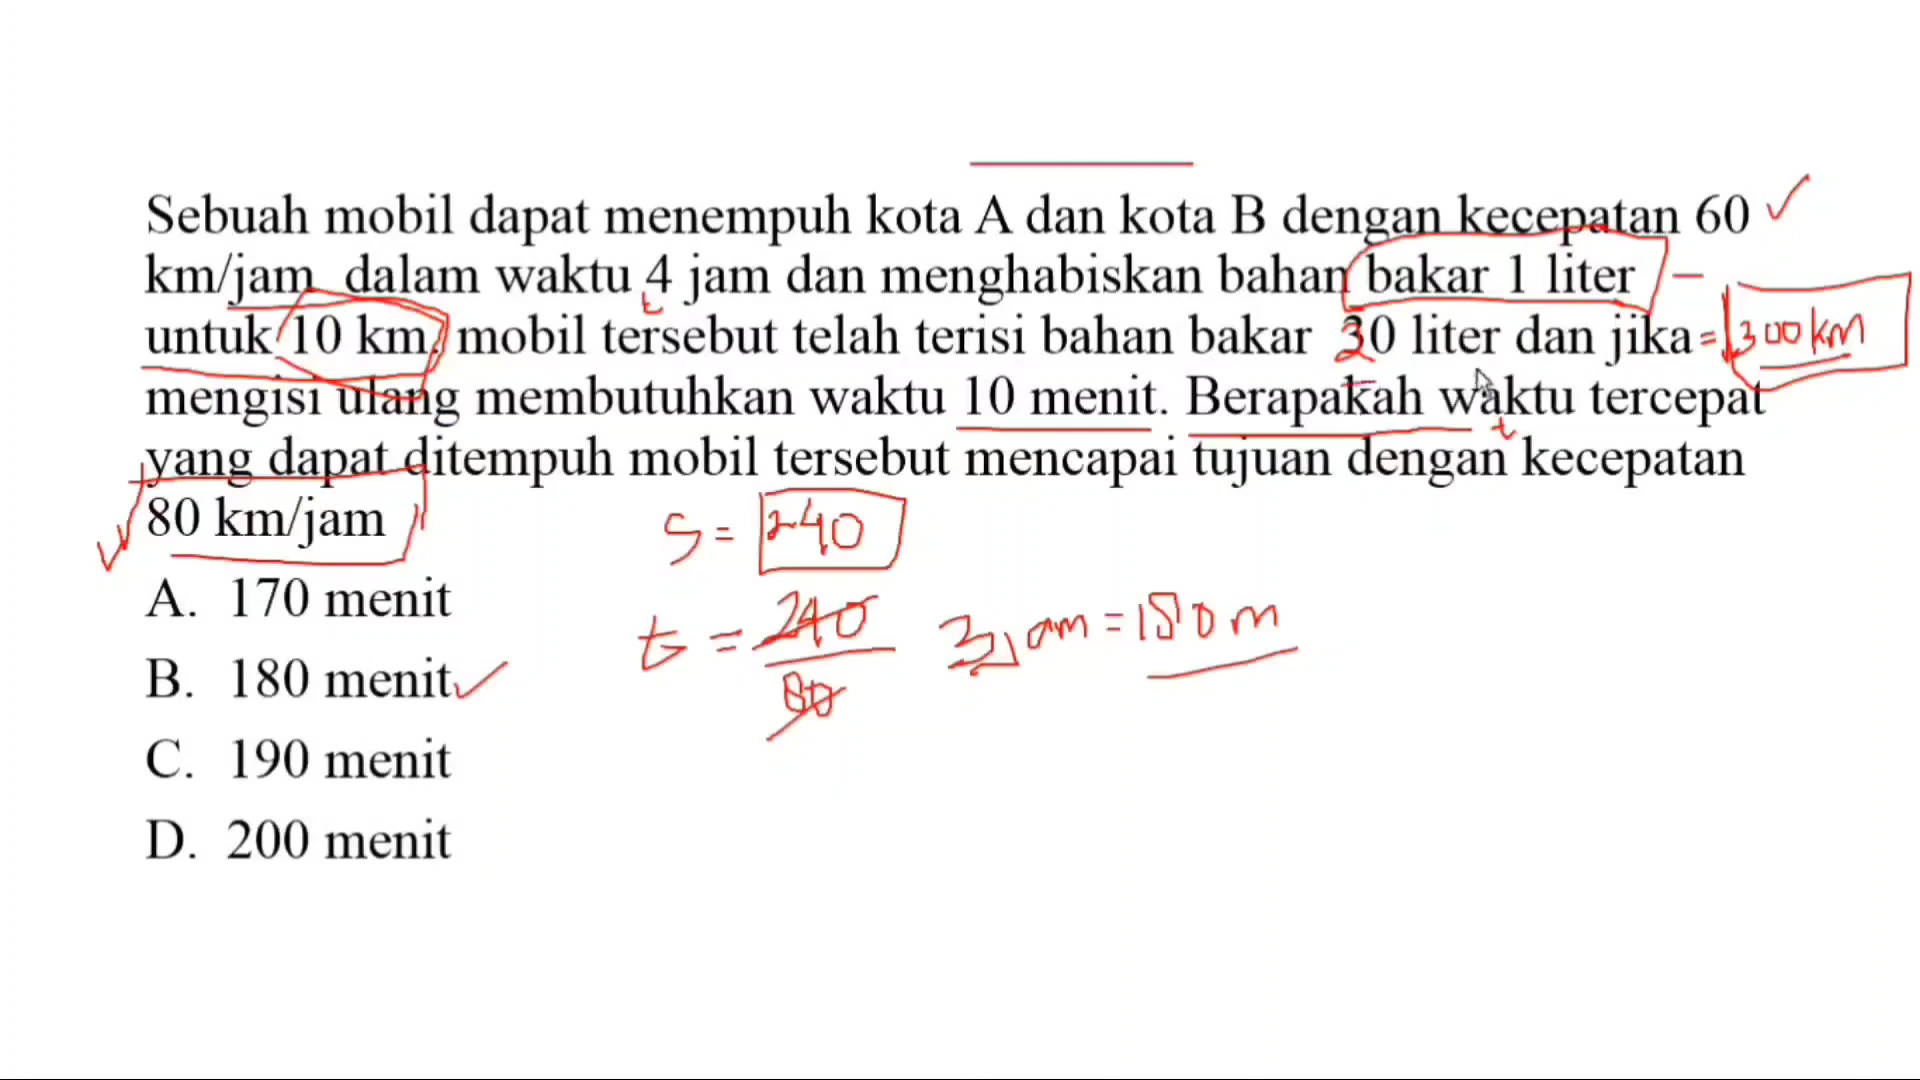 Sebuah mobil dapat menempuh kota A dan kota B dengan kecepatan 60
km/jam dalam waktu 4 jam dan menghabiskan bahan bakar 1 liter
t
untuk 10 km, mobil tersebut telah terisi bahan bakar 30 liter dan jika = 300 km
mengisi ulang membutuhkan waktu 10 menit. Berapakah waktu tercepat
t
yang dapat ditempuh mobil tersebut mencapai tujuan dengan kecepatan
80 km/jam
S = 240
A. 170 menit
t = 240 / 80 3 jam = 180 m
B. 180 menit
C. 190 menit
D. 200 menit